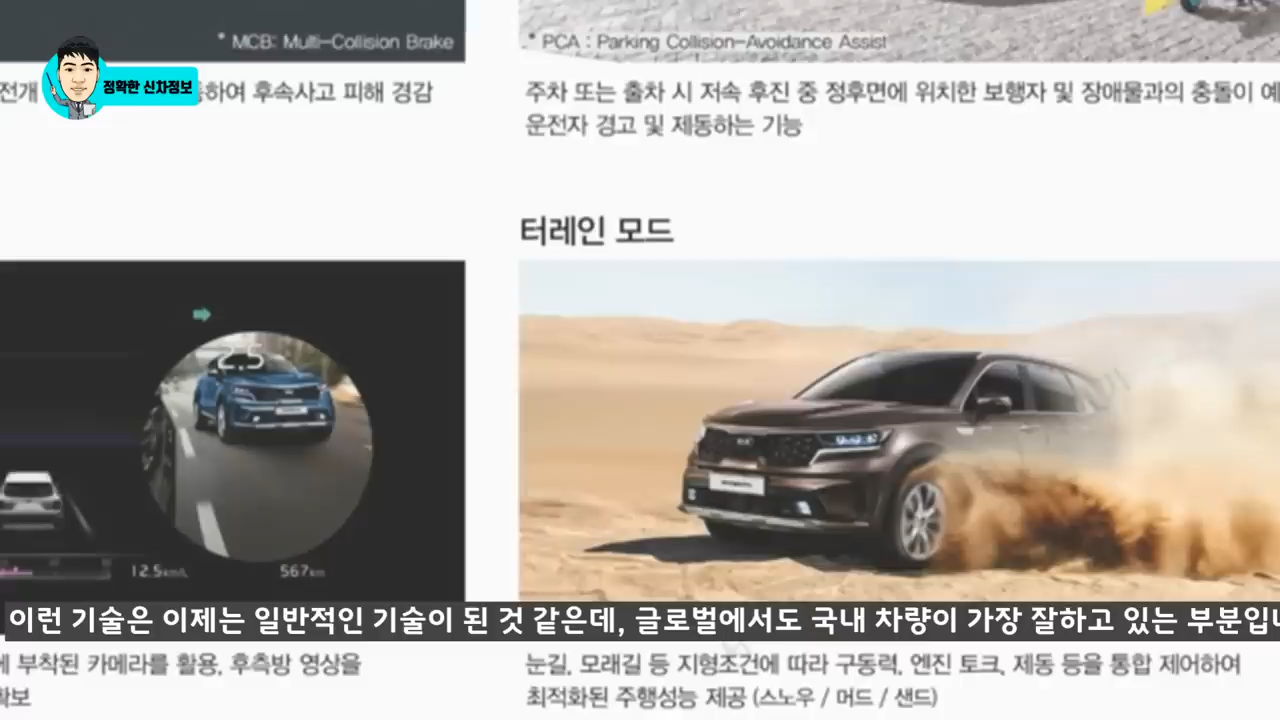 * MCB: Multi-Collision Brake
* PCA : Parking Collision-Avoidance Assist
정확한 신차정보
전개
하여 후속사고 피해 경감
주차 또는 출차 시 저속 후진 중 정후면에 위치한 보행자 및 장애물과의 충돌이 예
운전자 경고 및 제동하는 기능
터레인 모드
2.5
12.5km/L
567km
이런 기술은 이제는 일반적인 기술이 된 것 같은데, 글로벌에서도 국내 차량이 가장 잘하고 있는 부분입니
에 부착된 카메라를 활용, 후측방 영상을
확보
눈길, 모래길 등 지형조건에 따라 구동력, 엔진 토크, 제동 등을 통합 제어하여
최적화된 주행성능 제공 (스노우 / 머드 / 샌드)